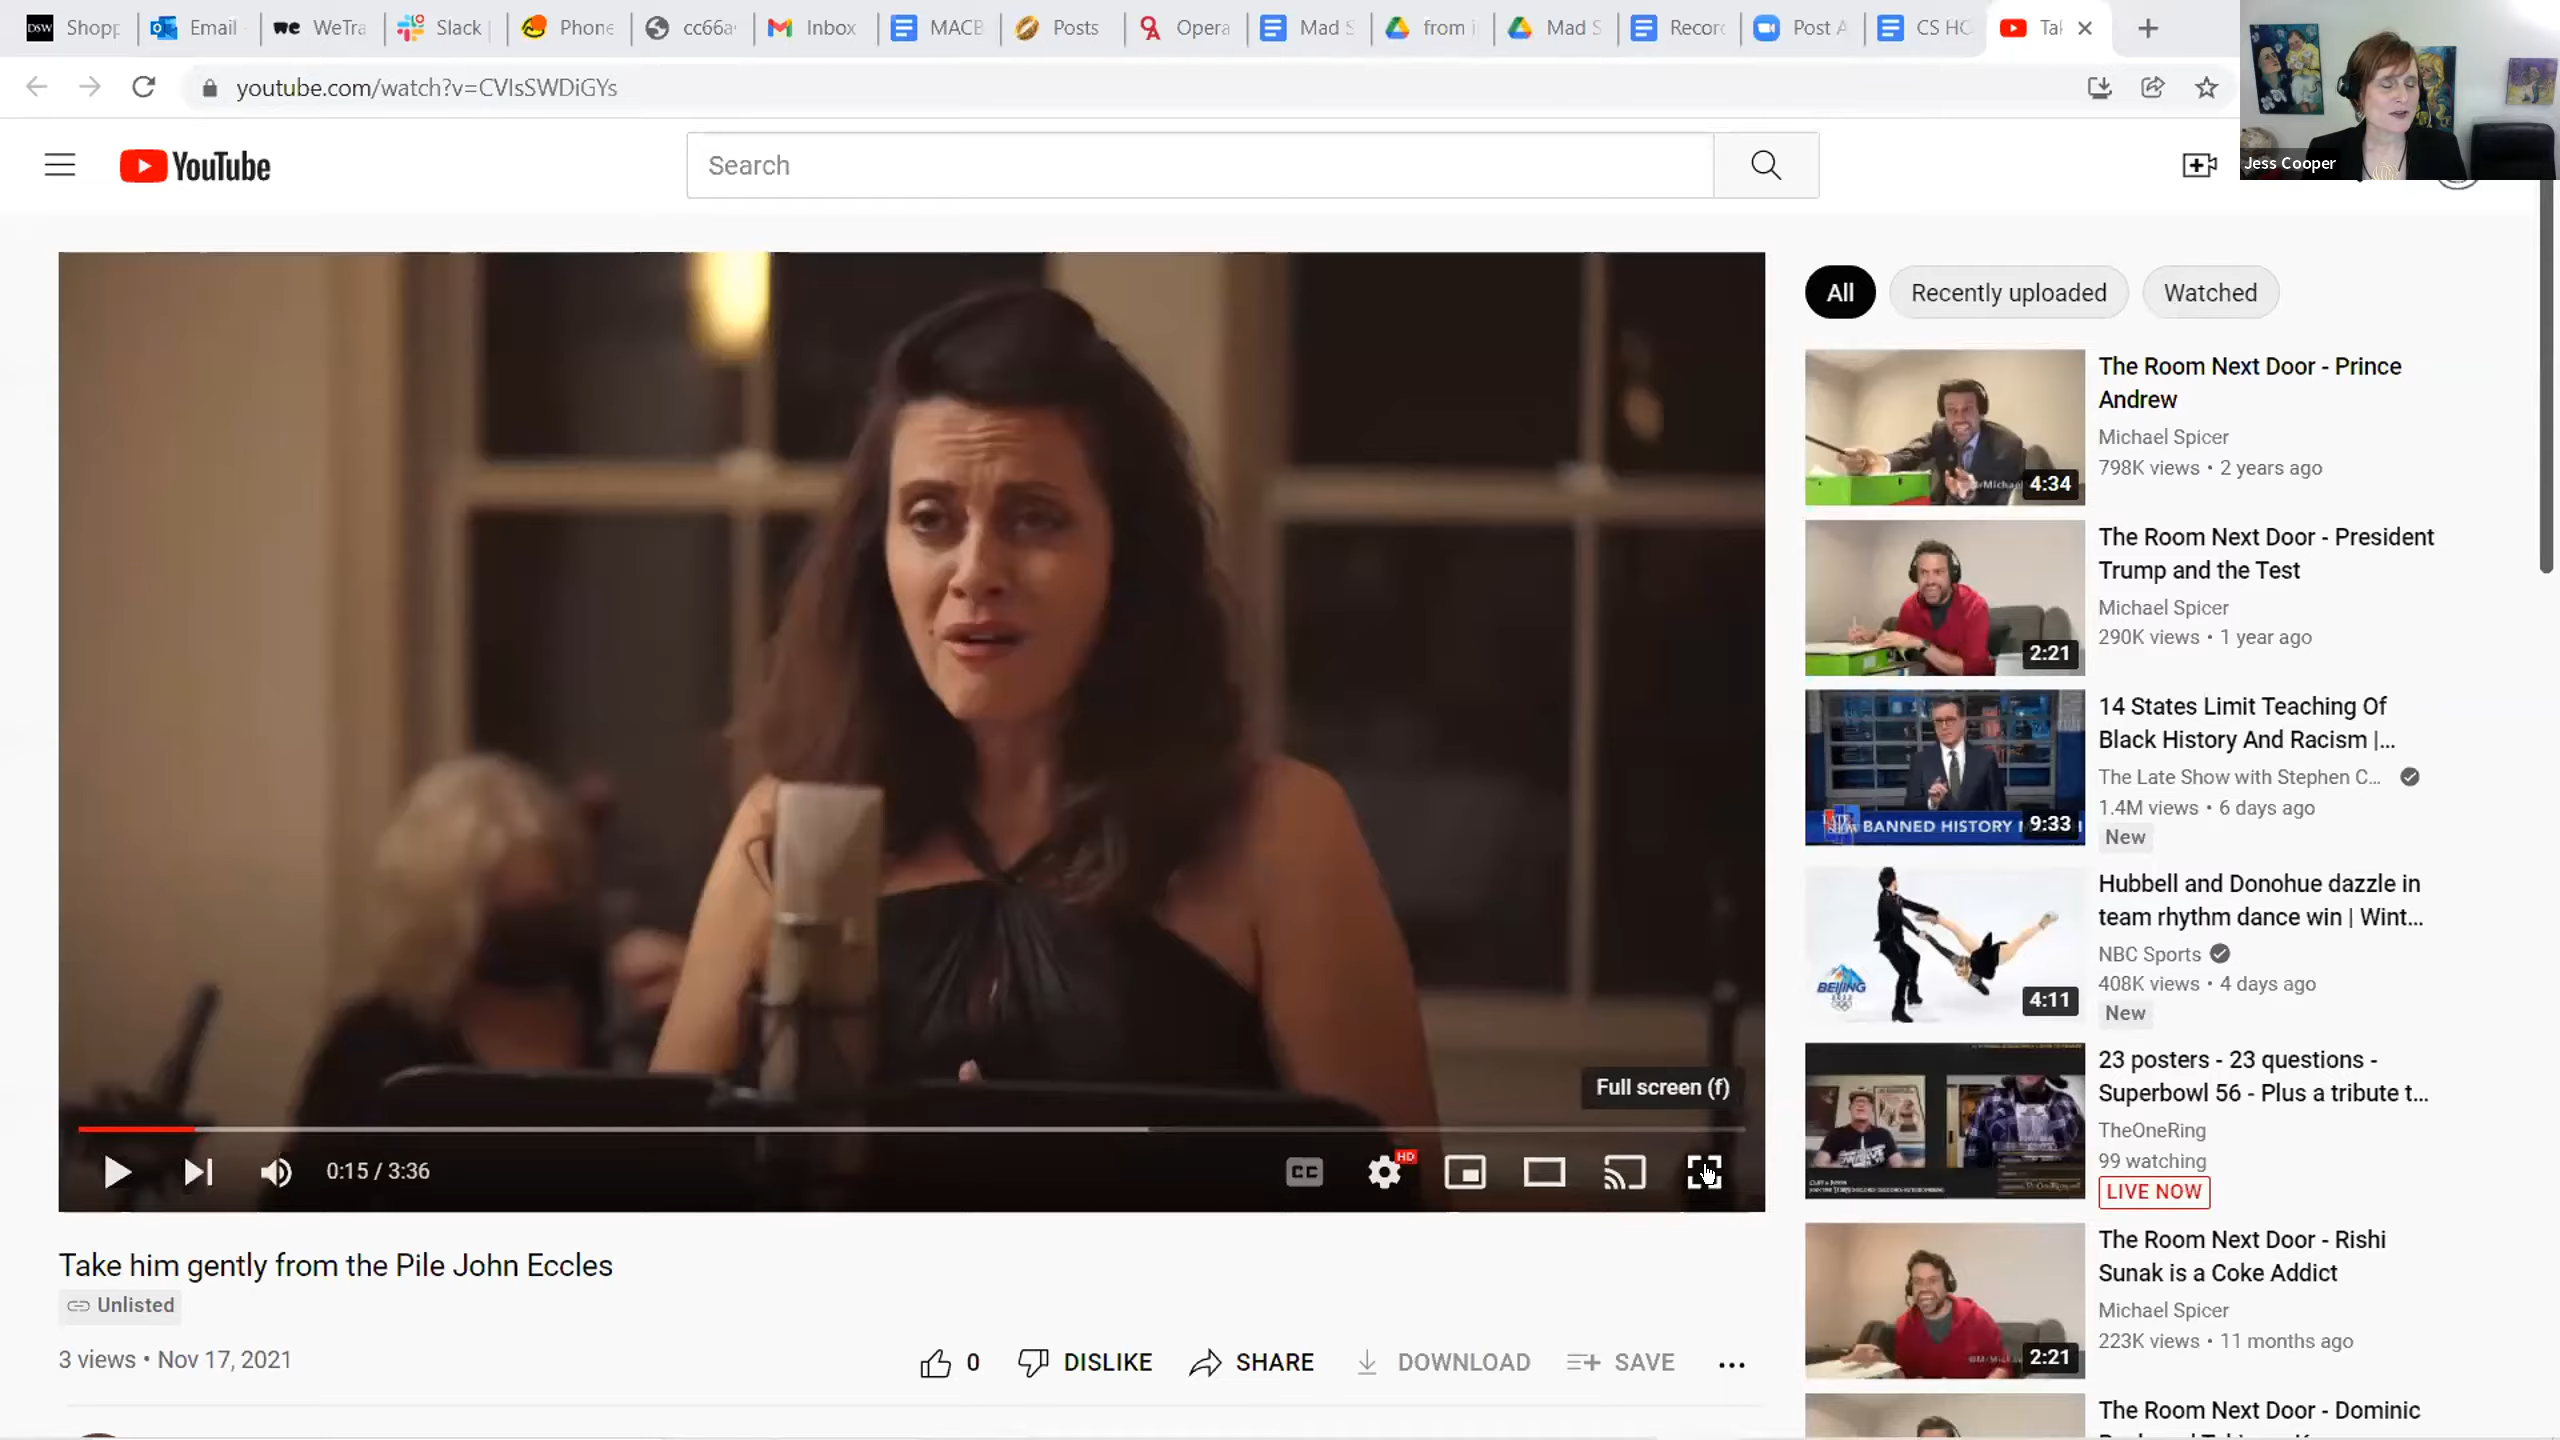 DSW Shopp
Email
we WeTra
Slack
Phone
cc66a
Inbox
MACB
Posts
Opera
Mad S
from
Mad S
Recor
Post A
CS HC
Tak
youtube.com/watch?v=CVIsSWDiGYs
Jess Cooper
YouTube
Search
All
Recently uploaded
Watched
The Room Next Door - Prince
Andrew
Michael Spicer
798K views • 2 years ago
4:34
The Room Next Door - President
Trump and the Test
Michael Spicer
290K views • 1 year ago
2:21
14 States Limit Teaching Of
Black History And Racism |...
The Late Show with Stephen C...
1.4M views • 6 days ago
New
LATE SHOW
BANNED HISTORY
9:33
Hubbell and Donohue dazzle in
team rhythm dance win | Wint...
NBC Sports
408K views • 4 days ago
New
BEIJING
4:11
23 posters - 23 questions -
Superbowl 56 - Plus a tribute t...
TheOneRing
99 watching
LIVE NOW
The Room Next Door - Rishi
Sunak is a Coke Addict
Michael Spicer
223K views • 11 months ago
2:21
The Room Next Door - Dominic
Full screen (f)
0:15 / 3:36
CC
HD
Take him gently from the Pile John Eccles
Unlisted
3 views • Nov 17, 2021
0
DISLIKE
SHARE
DOWNLOAD
SAVE